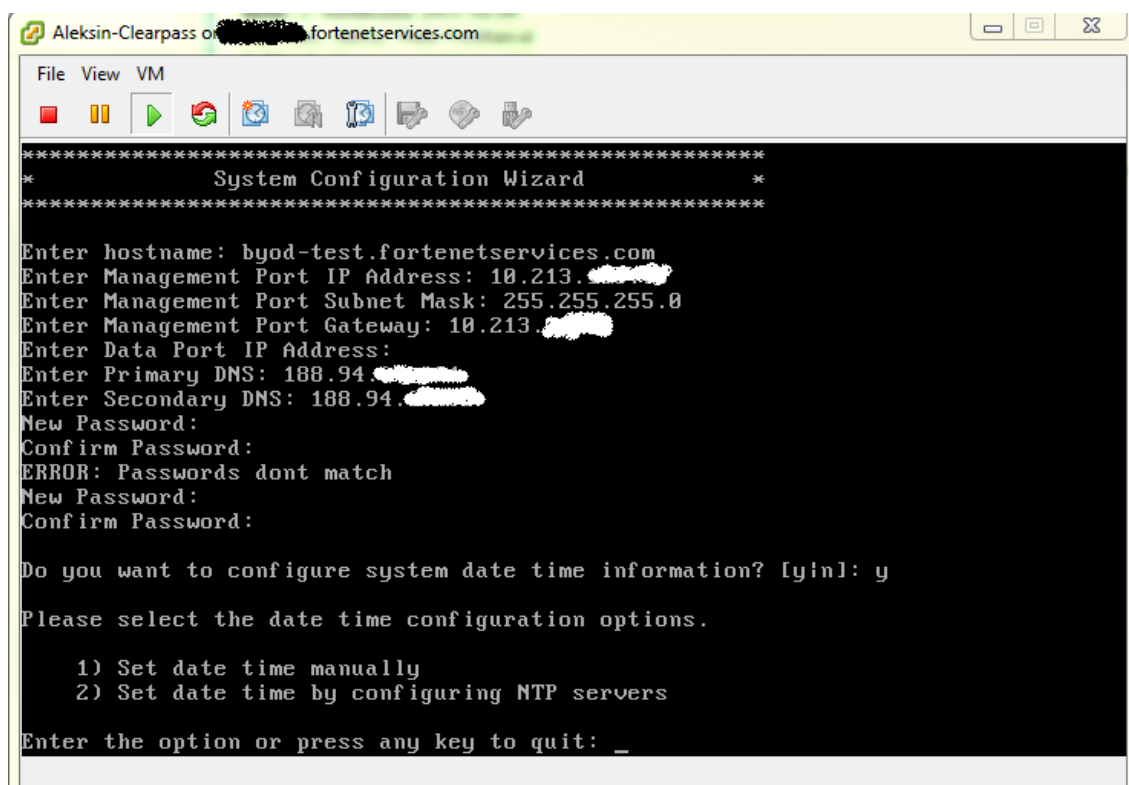 Aleksin-Clearpass on .fortenetservices.com
File View VM
******************************************************
* System Configuration Wizard *
******************************************************
Enter hostname: byod-test.fortenetservices.com
Enter Management Port IP Address: 10.213.
Enter Management Port Subnet Mask: 255.255.255.0
Enter Management Port Gateway: 10.213.
Enter Data Port IP Address:
Enter Primary DNS: 188.94.
Enter Secondary DNS: 188.94.
New Password:
Confirm Password:
ERROR: Passwords dont match
New Password:
Confirm Password:
Do you want to configure system date time information? [y|n]: y
Please select the date time configuration options.
1) Set date time manually
2) Set date time by configuring NTP servers
Enter the option or press any key to quit: _